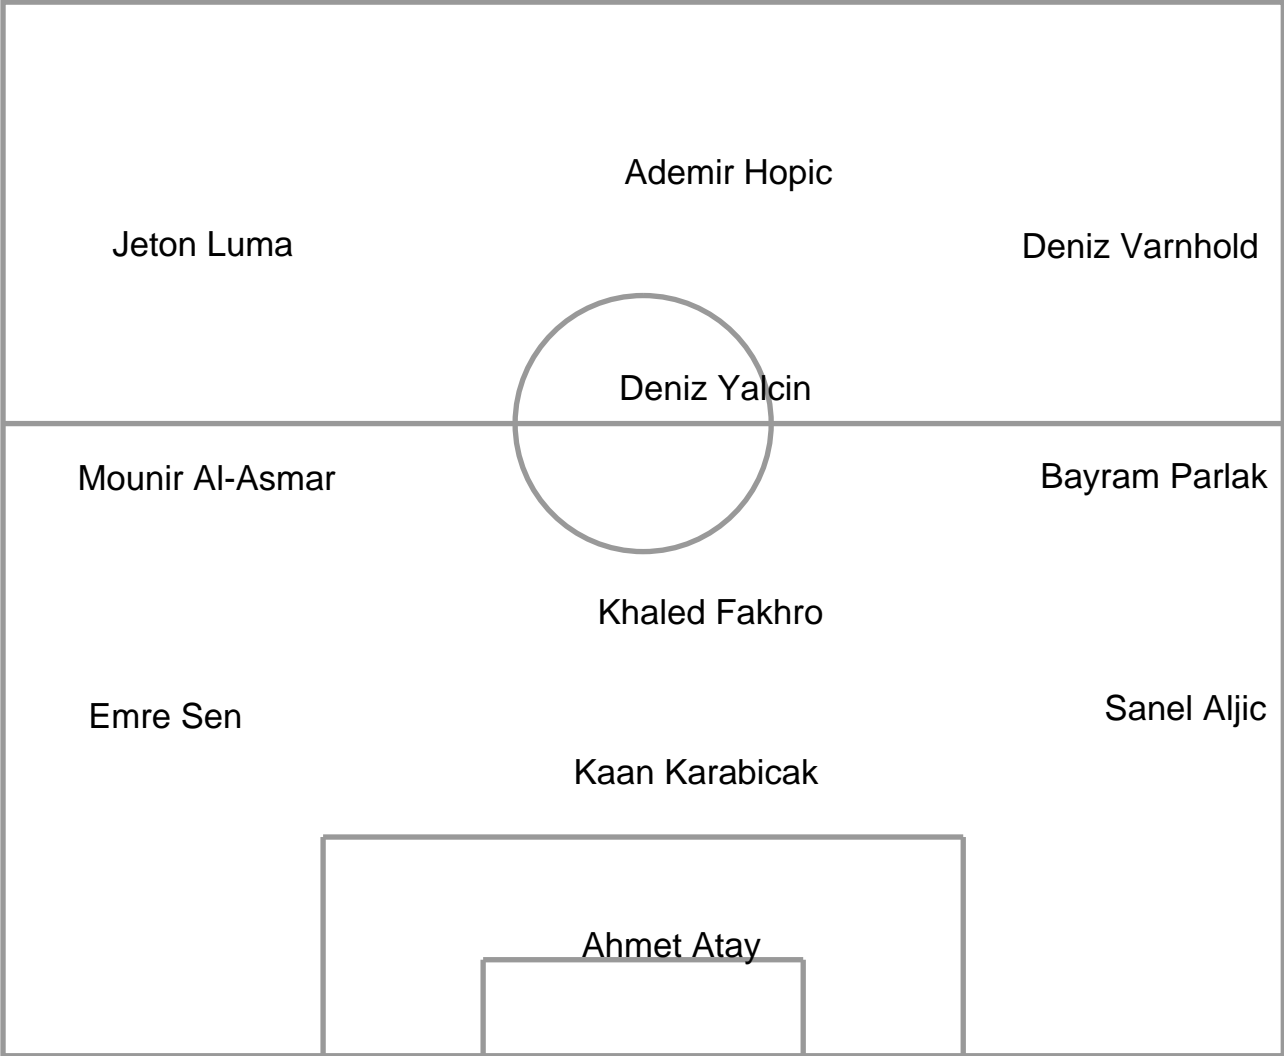 Ademir Hopic
Jeton Luma
Deniz Varnhold
Deniz Yalcin
Mounir Al-Asmar
Bayram Parlak
Khaled Fakhro
Emre Sen
Sanel Aljic
Kaan Karabicak
Ahmet Atay